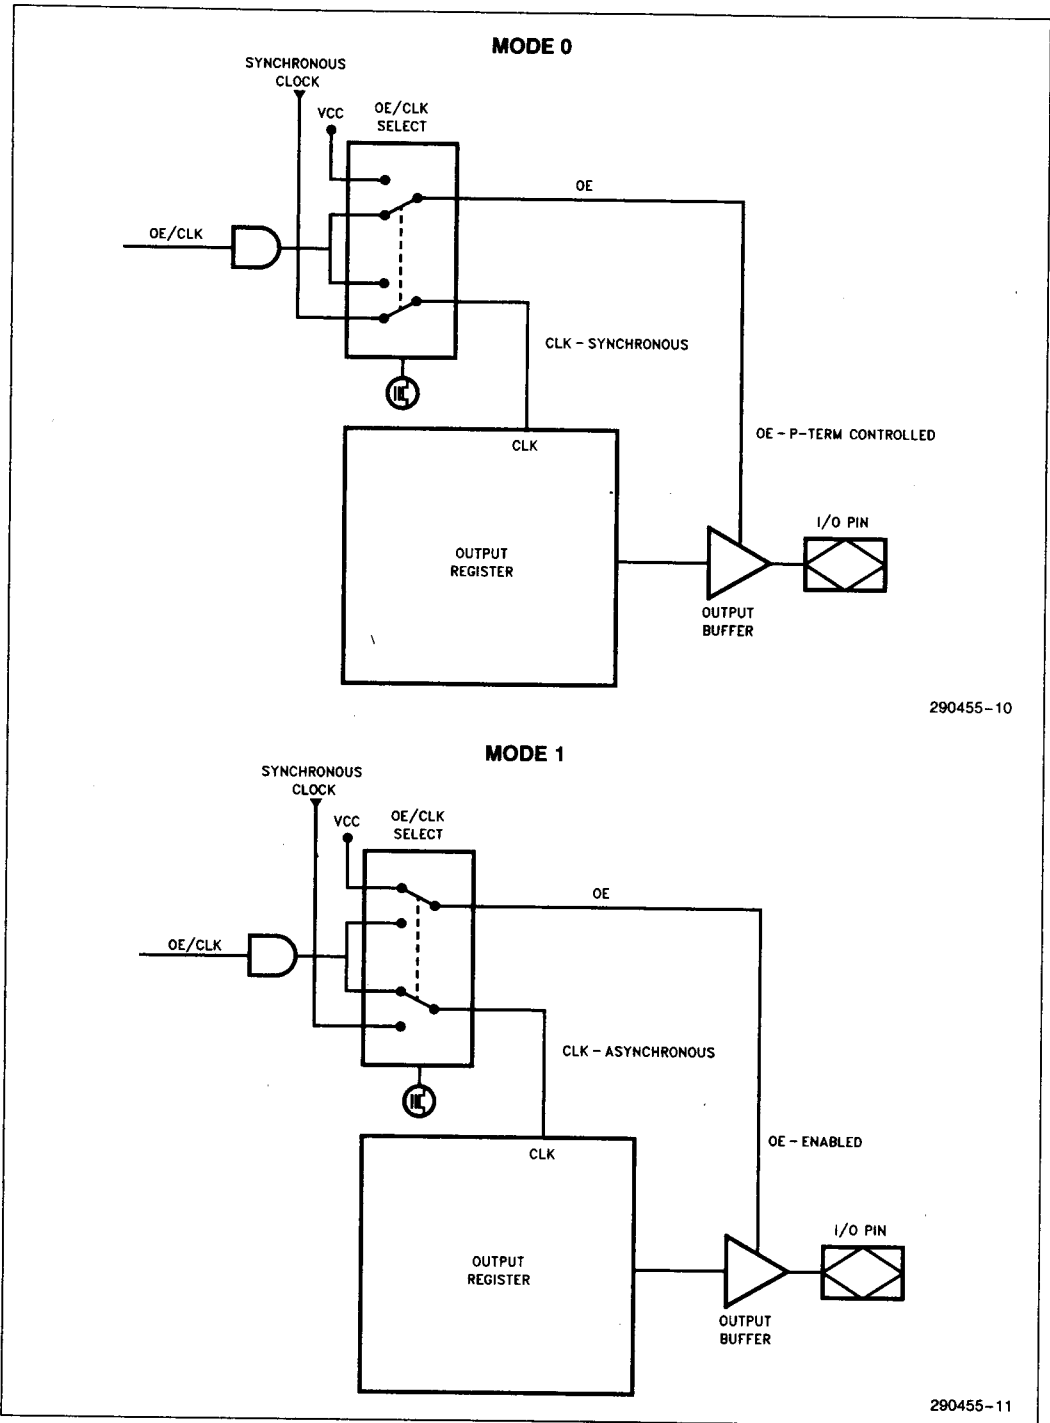 MODE 0
SYNCHRONOUS
CLOCK
VCC
OE/CLK
SELECT
OE
OE/CLK
CLK – SYNCHRONOUS
OE – P-TERM CONTROLLED
CLK
I/O PIN
OUTPUT
REGISTER
OUTPUT
BUFFER
290455–10
MODE 1
SYNCHRONOUS
CLOCK
VCC
OE/CLK
SELECT
OE
OE/CLK
CLK – ASYNCHRONOUS
OE – ENABLED
CLK
I/O PIN
OUTPUT
REGISTER
OUTPUT
BUFFER
290455–11